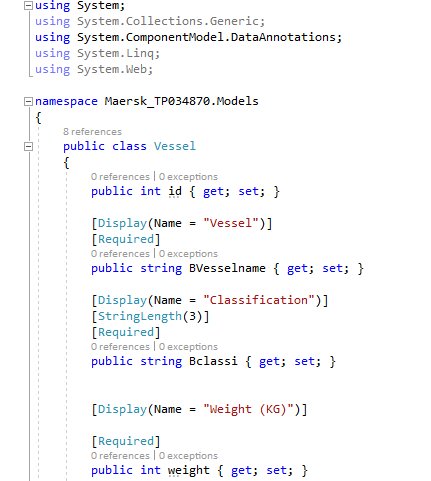 using System;
using System.Collections.Generic;
using System.ComponentModel.DataAnnotations;
using System.Linq;
using System.Web;
namespace Maersk_TP034870.Models
{
8 references
public class Vessel
{
0 references | 0 exceptions
public int id { get; set; }
[Display(Name = "Vessel")]
[Required]
0 references | 0 exceptions
public string BVesselname { get; set; }
[Display(Name = "Classification")]
[StringLength(3)]
[Required]
0 references | 0 exceptions
public string Bclassi { get; set; }
[Display(Name = "Weight (KG)")]
[Required]
0 references | 0 exceptions
public int weight { get; set; }